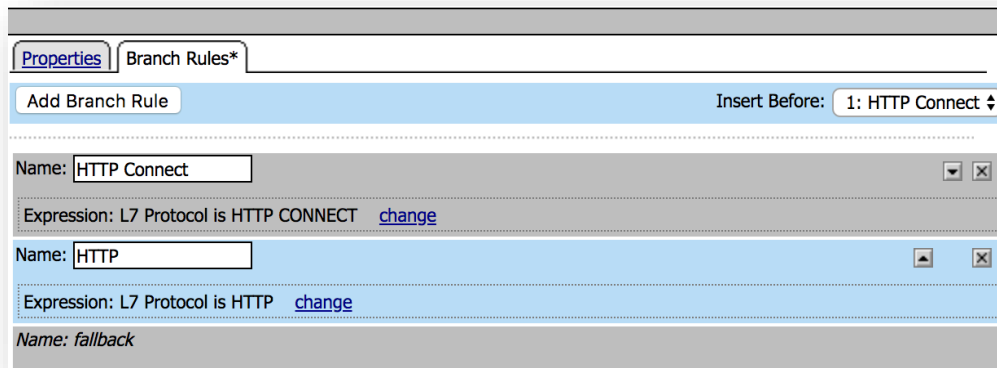 Properties Branch Rules*
Add Branch Rule Insert Before: 1: HTTP Connect
Name: HTTP Connect
Expression: L7 Protocol is HTTP CONNECT change
Name: HTTP
Expression: L7 Protocol is HTTP change
Name: fallback